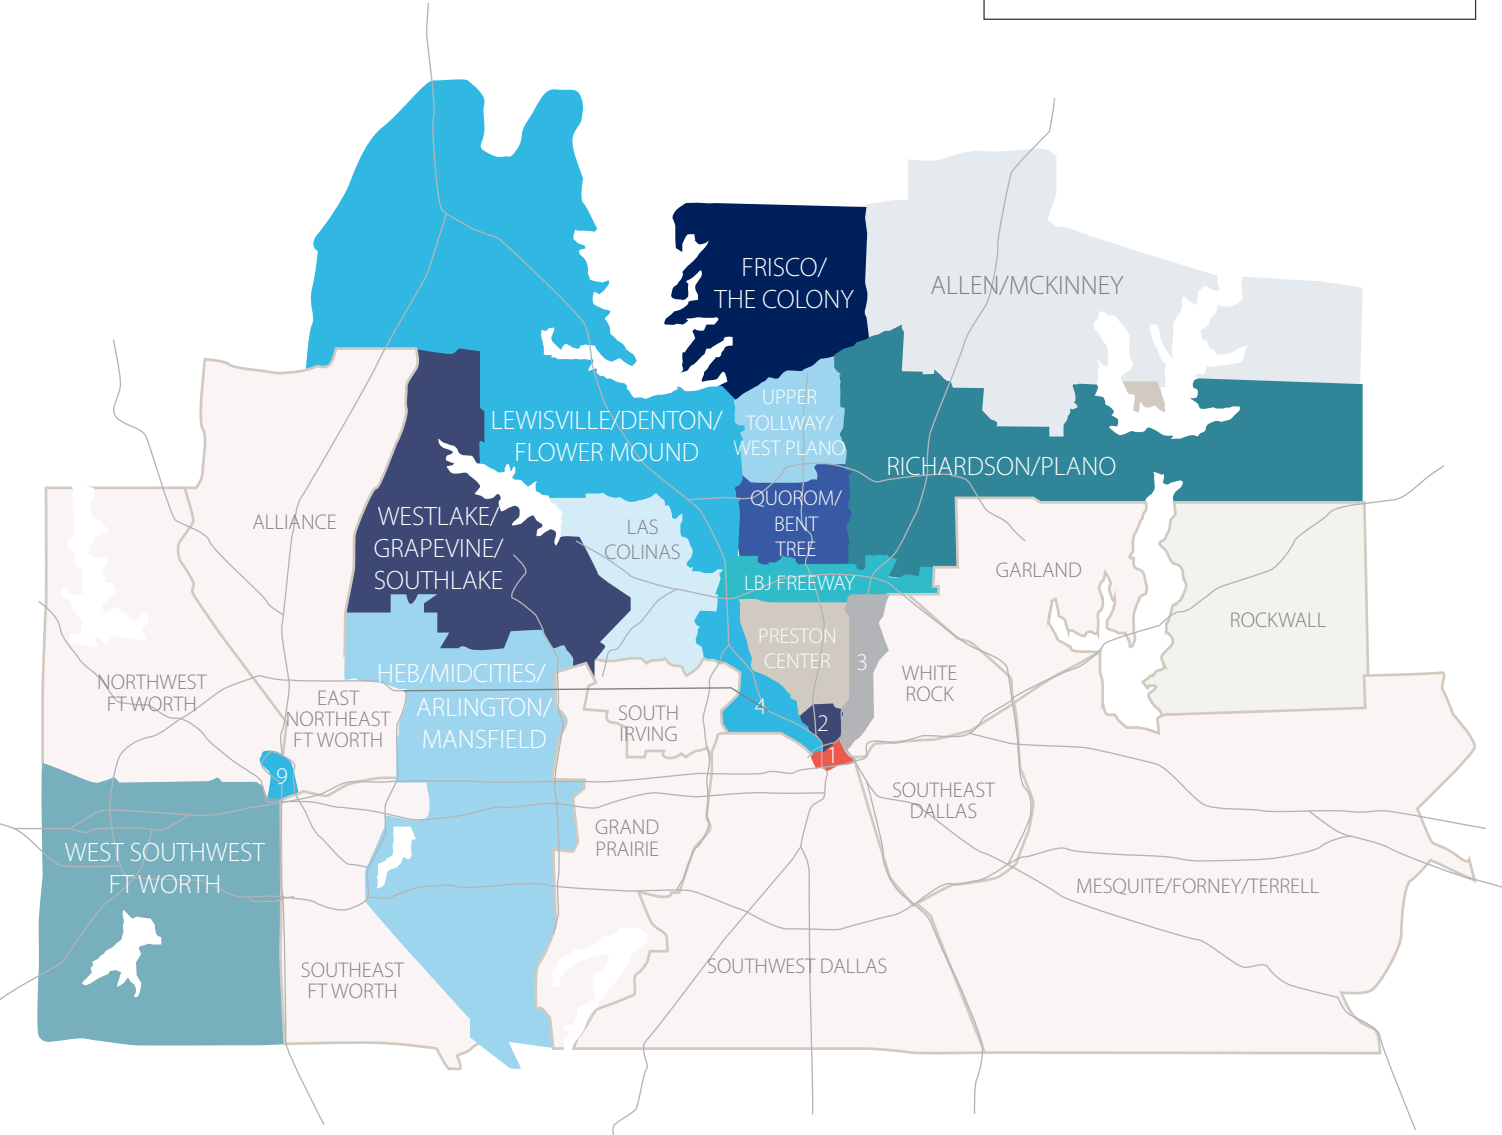 FRISCO/
THE COLONY
ALLEN/MCKINNEY
UPPER
TOLLWAY/
WEST PLANO
LEWISVILLE/DENTON/
FLOWER MOUND
RICHARDSON/PLANO
QUOROM/
BENT
TREE
ALLIANCE
WESTLAKE/
GRAPEVINE/
SOUTHLAKE
LAS
COLINAS
LBJ FREEWAY
GARLAND
ROCKWALL
PRESTON
CENTER
3
WHITE
ROCK
HEB/MIDCITIES/
ARLINGTON/
MANSFIELD
NORTHWEST
FT WORTH
EAST
NORTHEAST
FT WORTH
SOUTH
IRVING
4
2
1
9
SOUTHEAST
DALLAS
GRAND
PRAIRIE
WEST SOUTHWEST
FT WORTH
MESQUITE/FORNEY/TERRELL
SOUTHEAST
FT WORTH
SOUTHWEST DALLAS